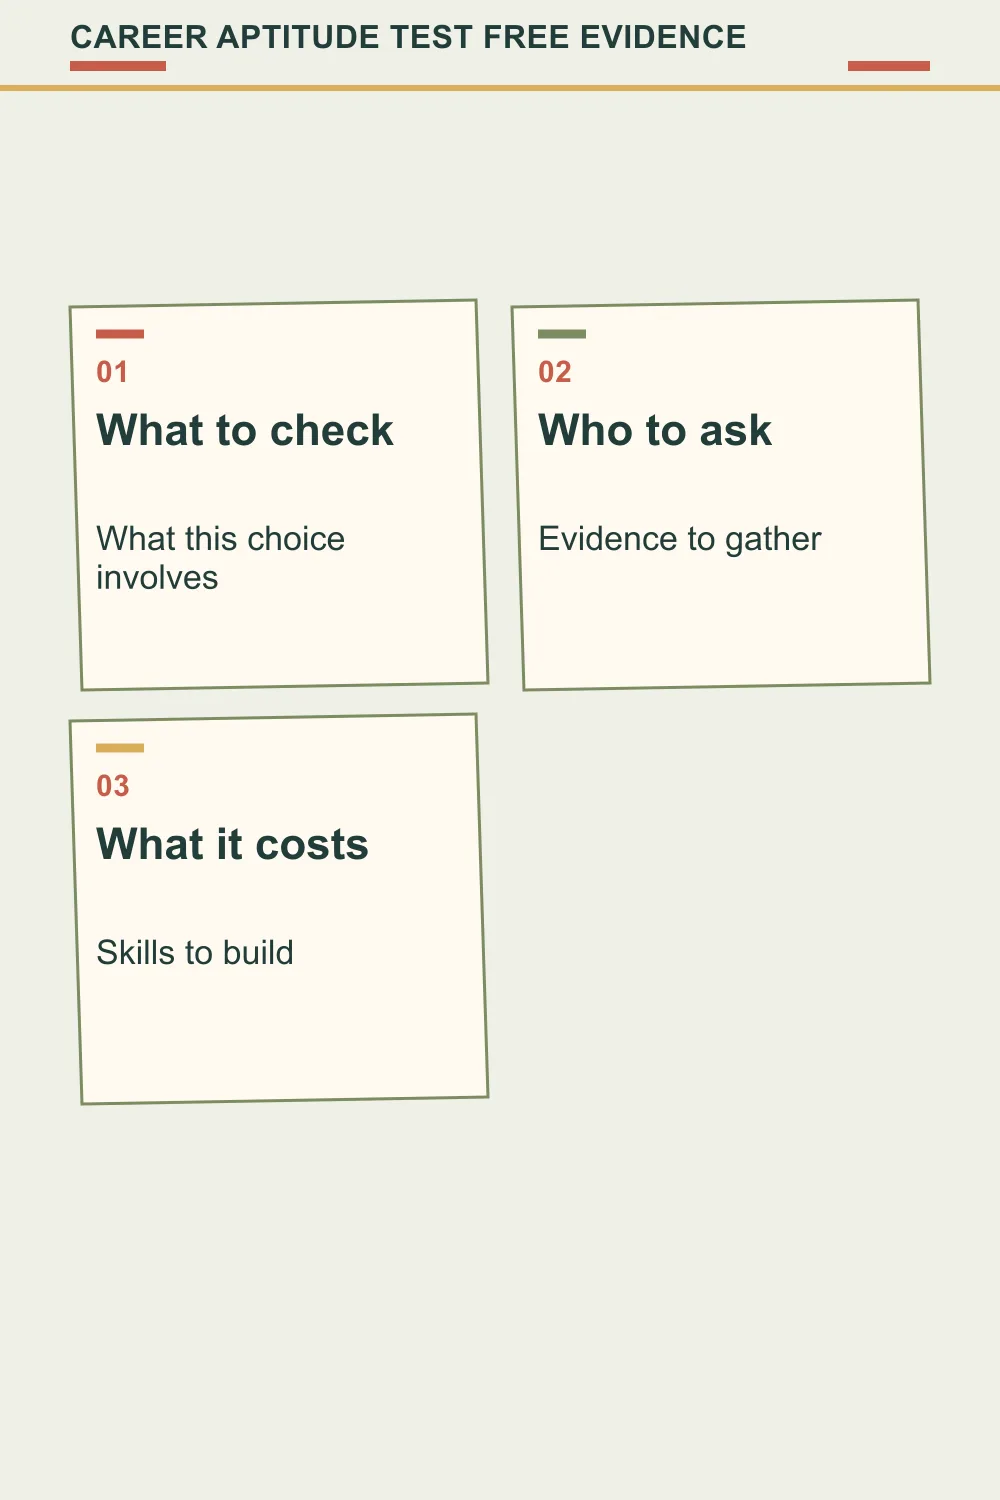 CAREER APTITUDE TEST FREE EVIDENCE
01
What to check
What this choice
involves
02
Who to ask
Evidence to gather
03
What it costs
Skills to build